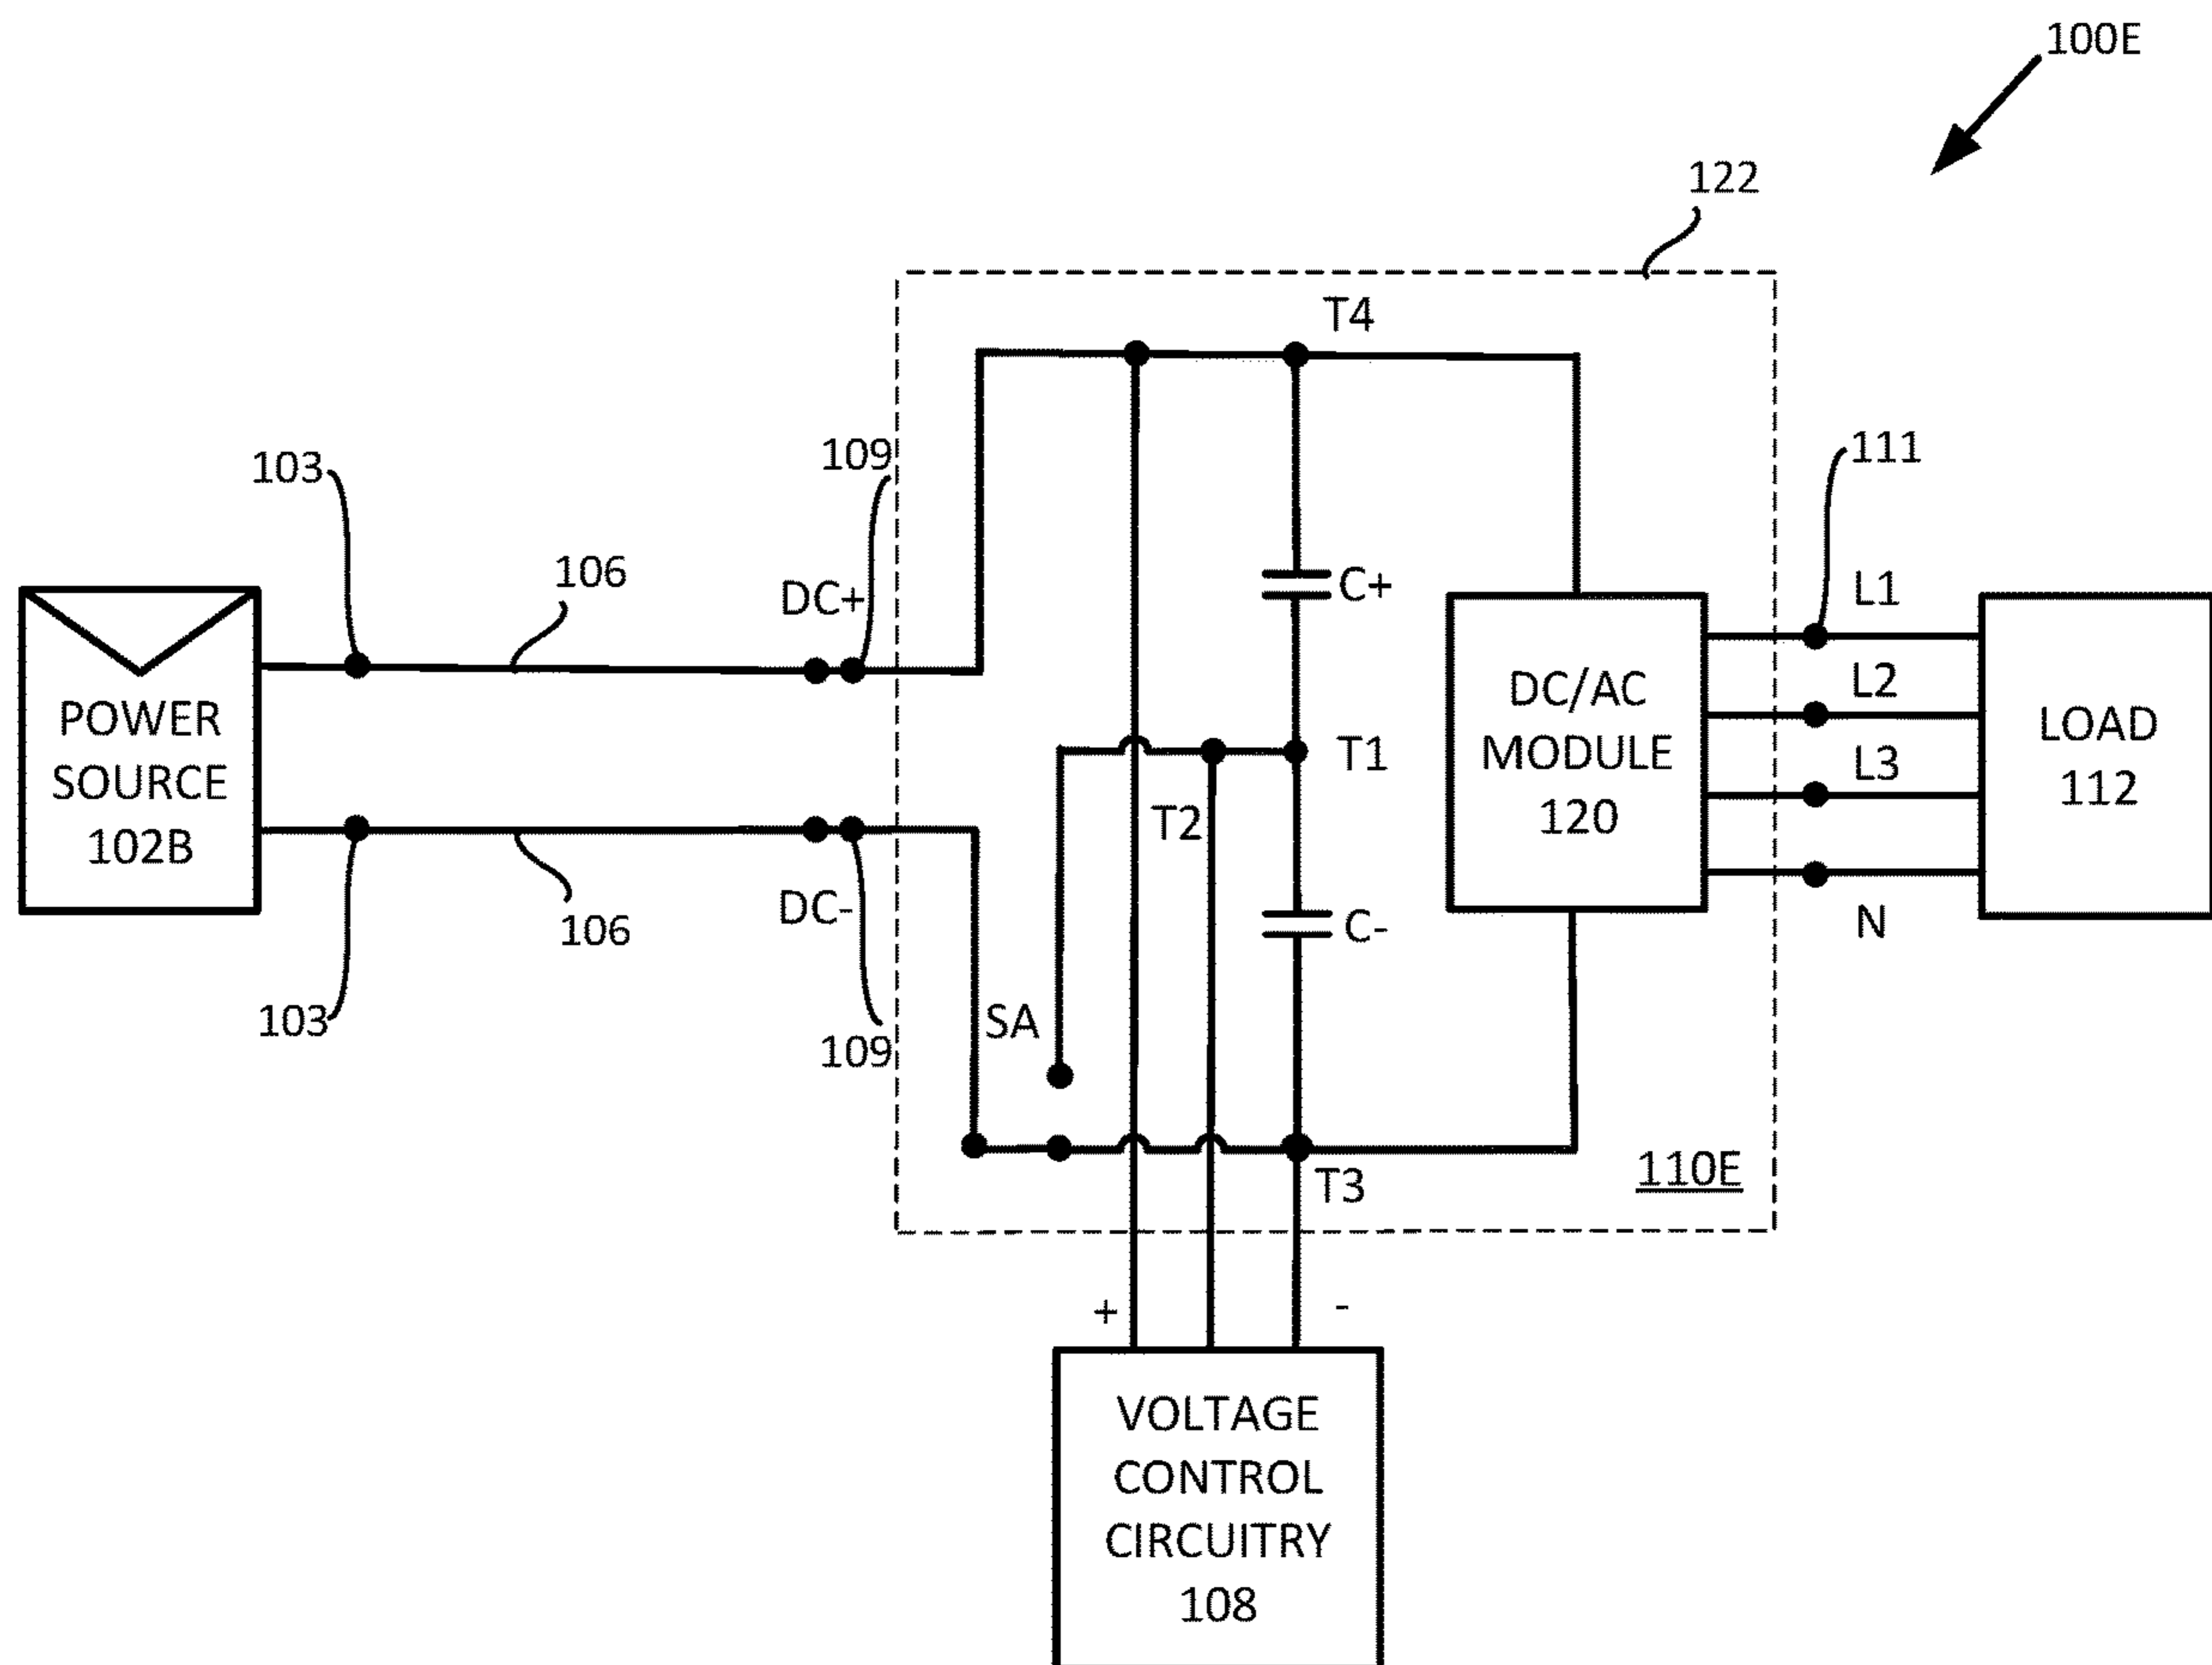 100E
122
T4
109
103
111
106
DC+
C+
L1
POWER
SOURCE
102B
DC/AC
MODULE
120
L2
LOAD
112
T1
L3
T2
DC-
C-
N
106
103
SA
109
T3
110E
+
-
VOLTAGE
CONTROL
CIRCUITRY
108